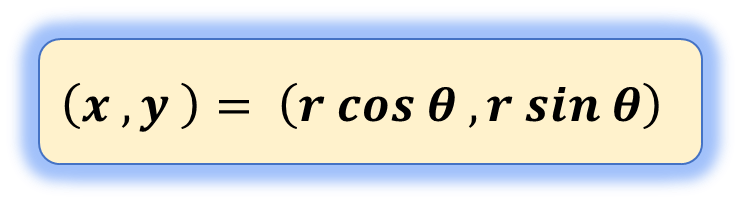 (x ,y ) = (r cos θ ,r sin θ)